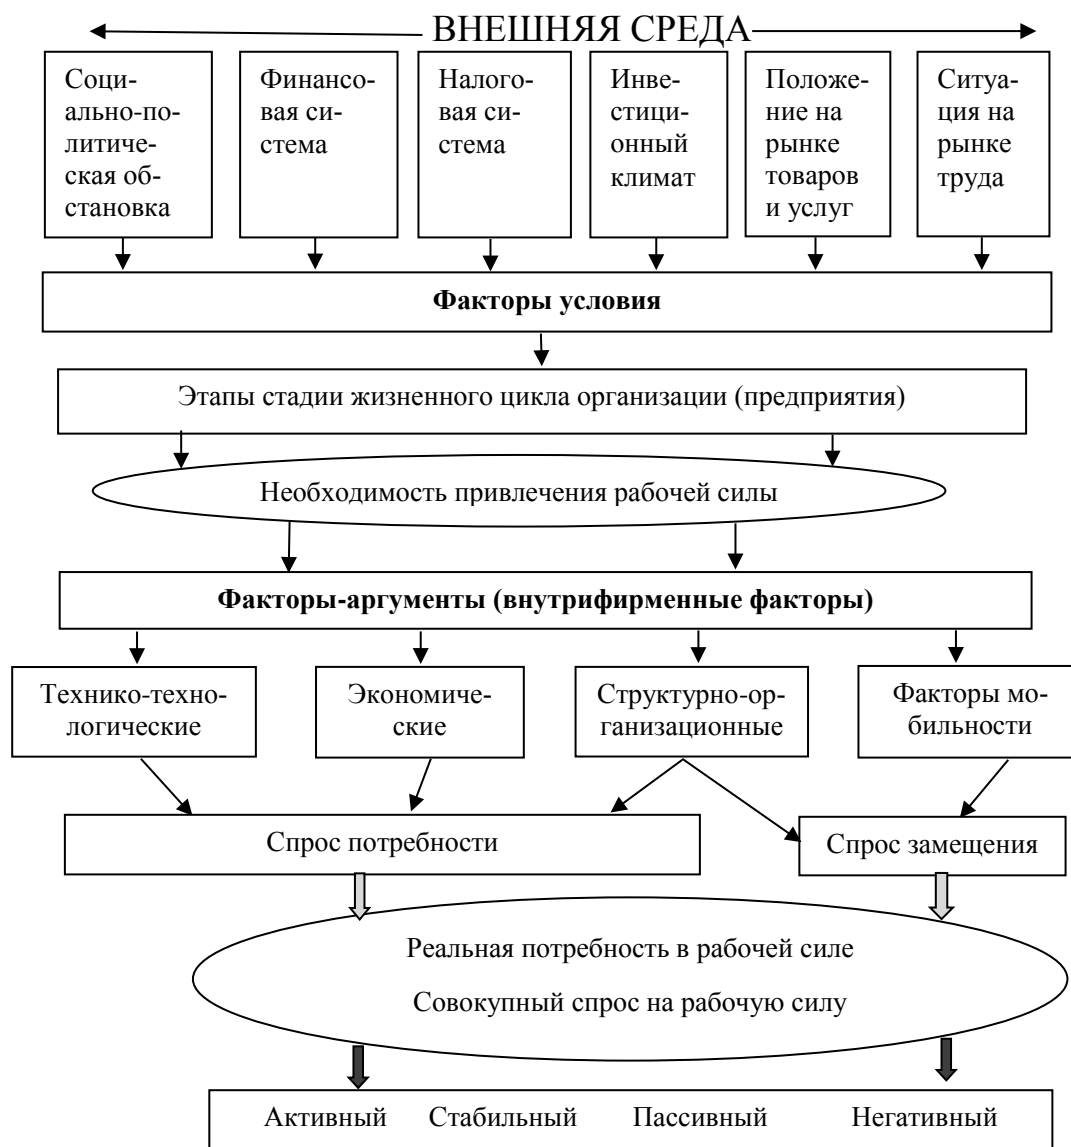 ВНЕШНЯЯ СРЕДА
Соци-
ально-по-
литиче-
ская об-
становка
Финансо-
вая си-
стема
Налого-
вая си-
стема
Инве-
стици-
онный
климат
Положе-
ние на
рынке
товаров
и услуг
Ситуа-
ция на
рынке
труда
Факторы условия
Этапы стадии жизненного цикла организации (предприятия)
Необходимость привлечения рабочей силы
Факторы-аргументы (внутрифирменные факторы)
Технико-техно-
логические
Экономиче-
ские
Структурно-ор-
ганизационные
Факторы мо-
бильности
Спрос потребности
Спрос замещения
Реальная потребность в рабочей силе
Совокупный спрос на рабочую силу
Активный Стабильный Пассивный Негативный